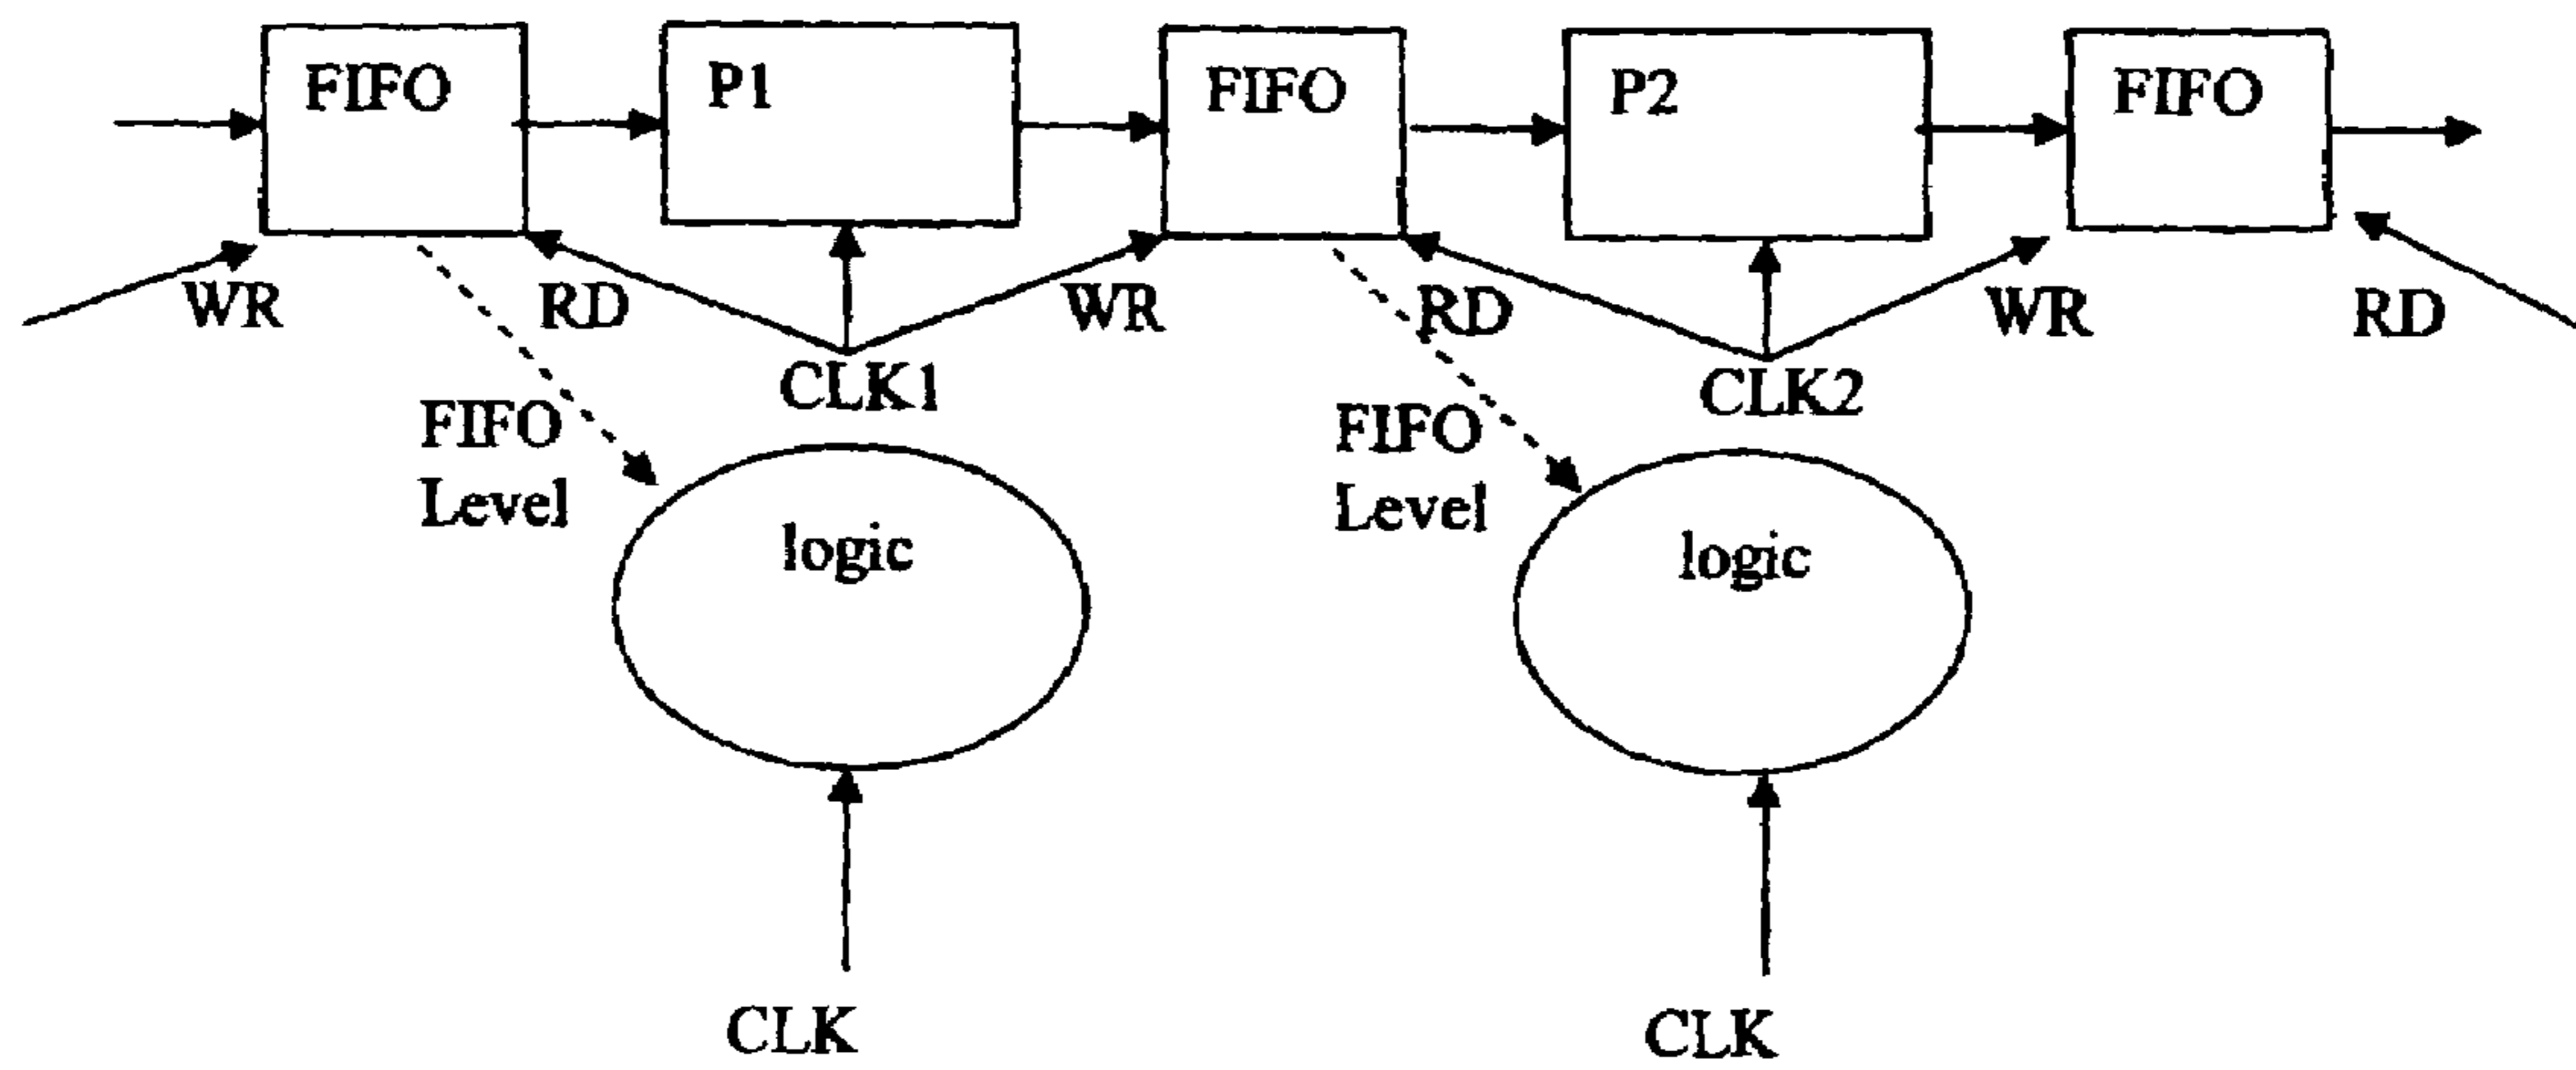 FIFO
P1
FIFO
P2
FIFO
WR
RD
WR
RD
WR
RD
CLK1
CLK2
FIFO
Level
FIFO
Level
logic
logic
CLK
CLK